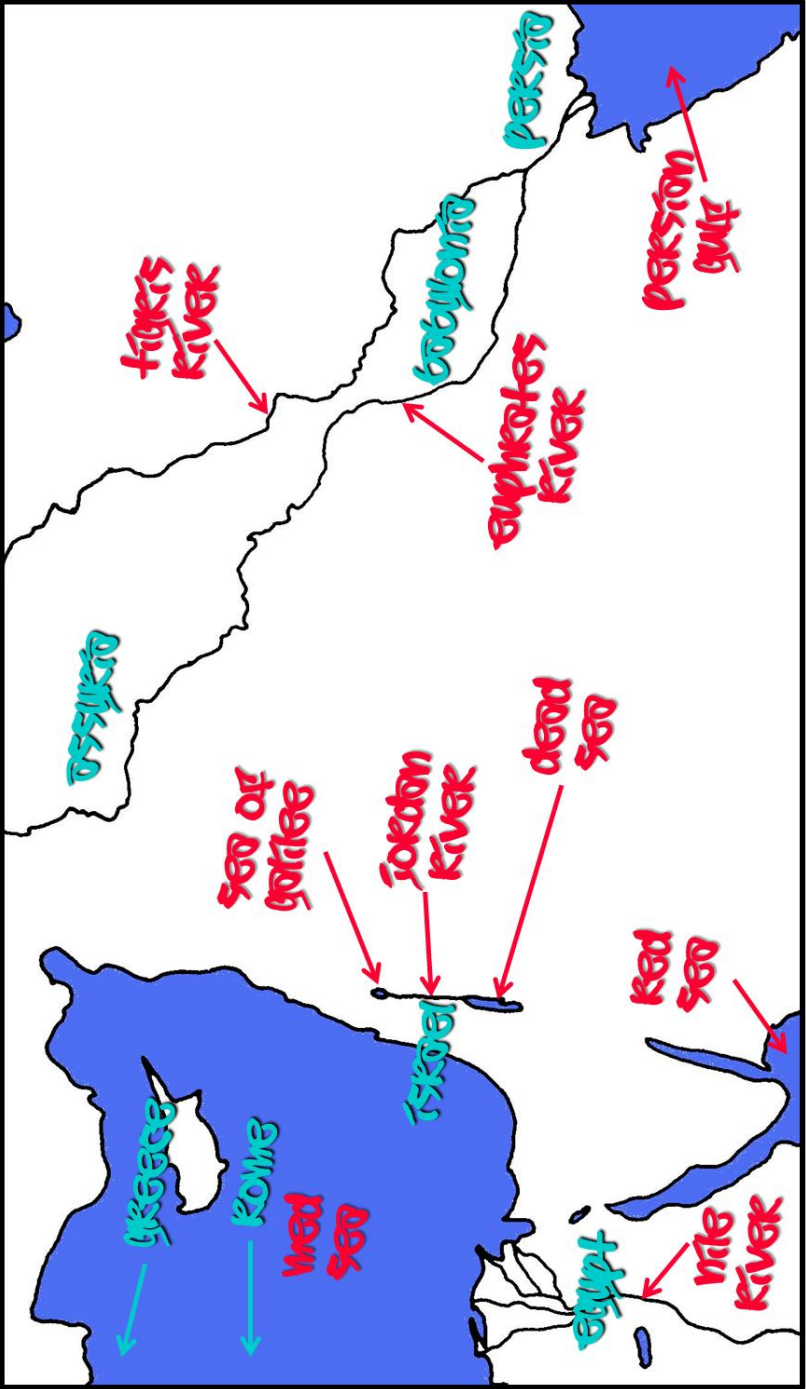 assyria
greece
tigris
river
rome
sea of
galilee
med
sea
jordan
river
israel
babylonia
euphrates
river
persia
dead
sea
egypt
red
sea
persian
gulf
nile
river